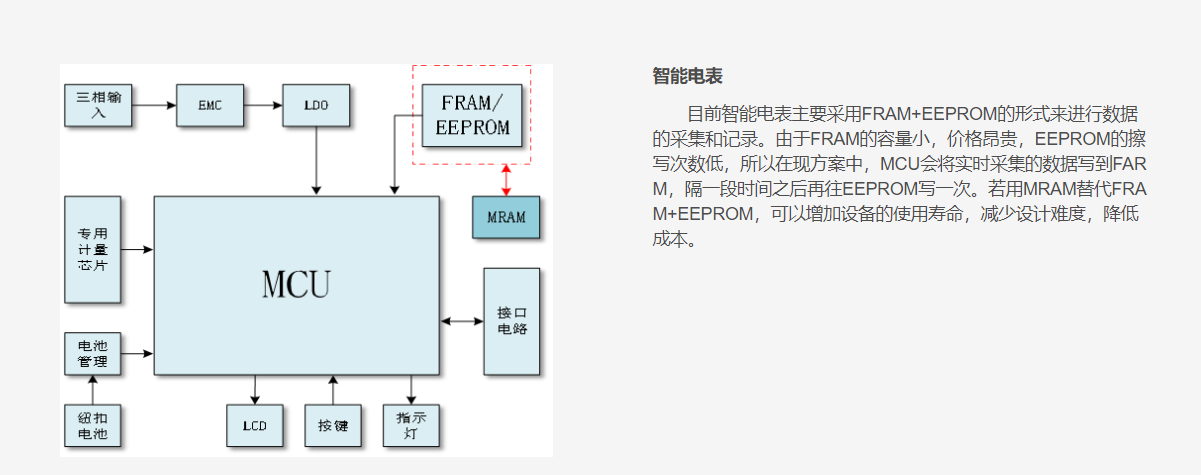 三相输
入
EMC
LDO
FRAM/
EEPROM
MRAM
专用
计量
芯片
MCU
接口
电路
电池
管理
纽扣
电池
LCD
按键
指示
灯
智能电表
目前智能电表主要采用FRAM+EEPROM的形式来进行数据
的采集和记录。由于FRAM的容量小，价格昂贵，EEPROM的擦
写次数低，所以在现方案中，MCU会将实时采集的数据写到FAR
M，隔一段时间之后再往EEPROM写一次。若用MRAM替代FRA
M+EEPROM，可以增加设备的使用寿命，减少设计难度，降低
成本。